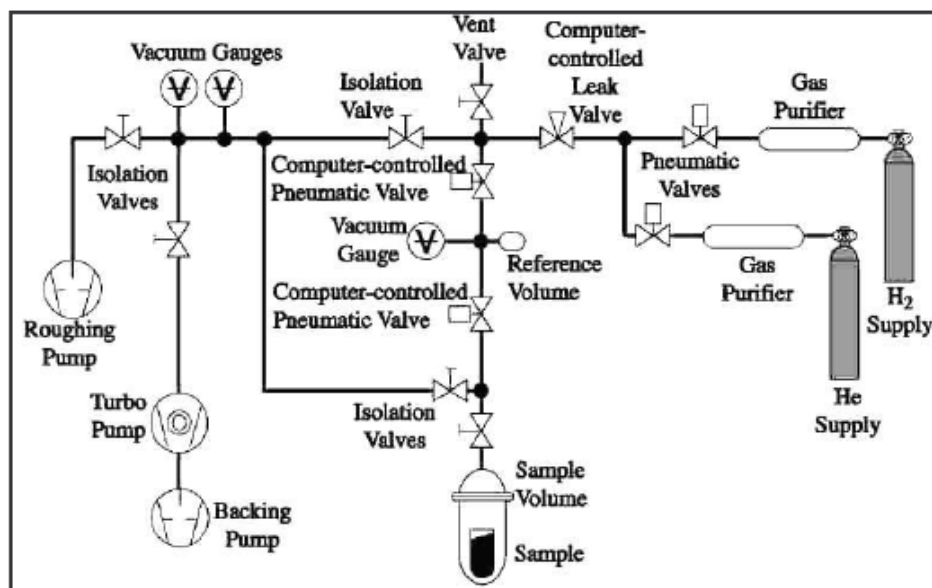 Vacuum Gauges
Vent
Valve
Computer-
controlled
Leak
Valve
Isolation
Valve
Gas
Purifier
Isolation
Valves
Computer-controlled
Pneumatic Valve
Pneumatic
Valves
Vacuum
Gauge
Reference
Volume
Gas
Purifier
Computer-controlled
Pneumatic Valve
H2
Supply
Roughing
Pump
Turbo
Pump
Isolation
Valves
He
Supply
Sample
Volume
Backing
Pump
Sample